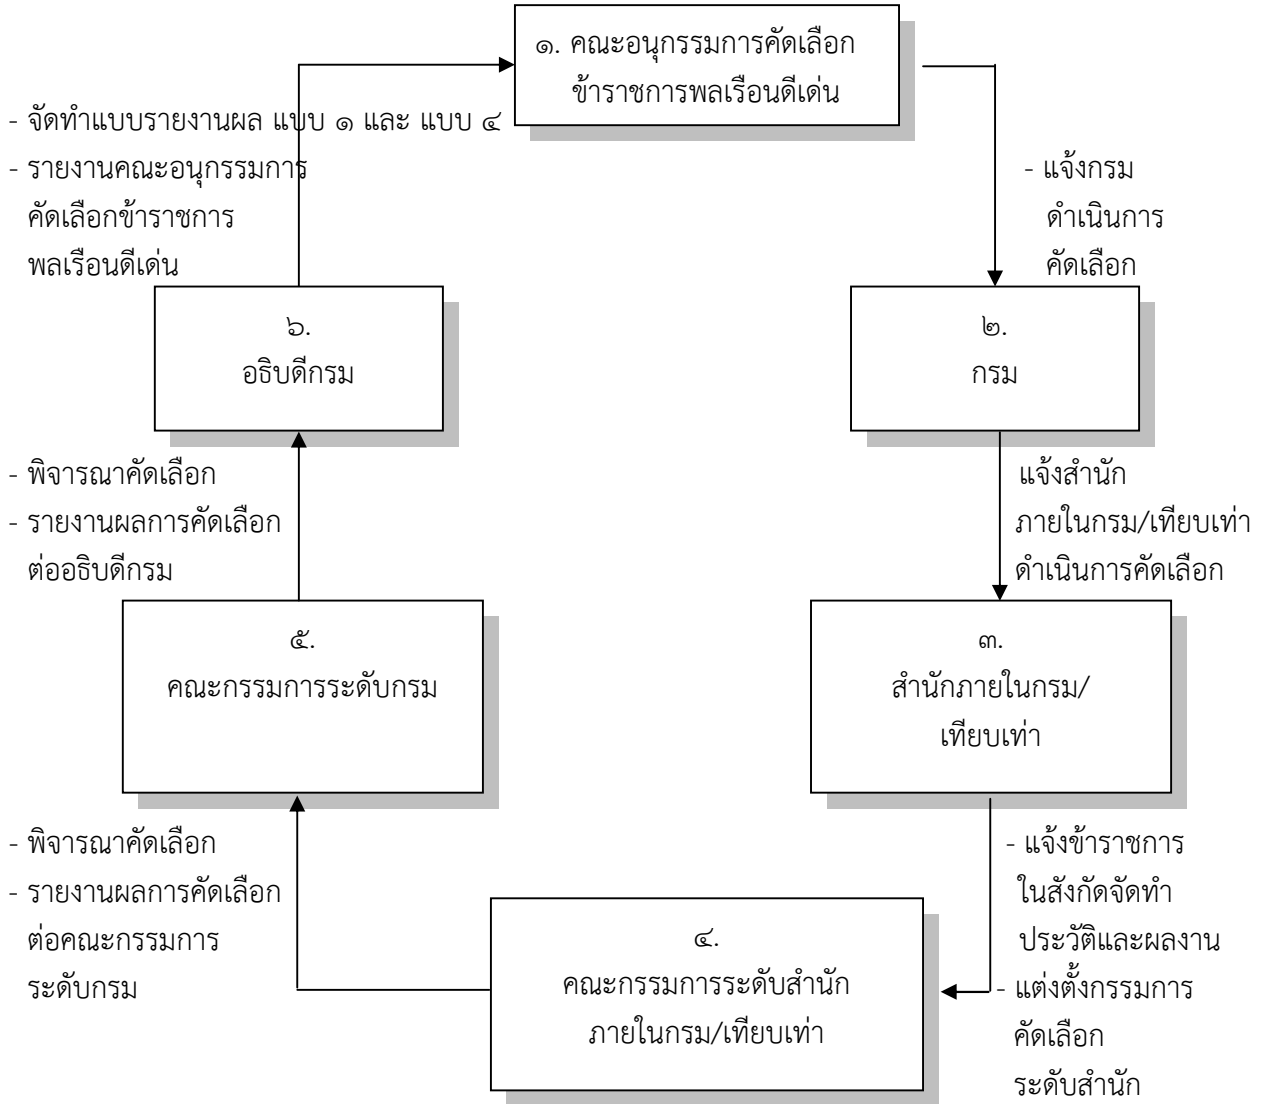 ๑. คณะอนุกรรมการคัดเลือก
ข้าราชการพลเรือนดีเด่น
- แจ้งกรม
ดำเนินการ
คัดเลือก
๒.
กรม
แจ้งสำนัก
ภายในกรม/เทียบเท่า
ดำเนินการคัดเลือก
๓.
สำนักภายในกรม/
เทียบเท่า
- แจ้งข้าราชการ
ในสังกัดจัดทำ
ประวัติและผลงาน
- แต่งตั้งกรรมการ
คัดเลือก
ระดับสำนัก
๔.
คณะกรรมการระดับสำนัก
ภายในกรม/เทียบเท่า
- พิจารณาคัดเลือก
- รายงานผลการคัดเลือก
ต่อคณะกรรมการ
ระดับกรม
๕.
คณะกรรมการระดับกรม
- พิจารณาคัดเลือก
- รายงานผลการคัดเลือก
ต่ออธิบดีกรม
๖.
อธิบดีกรม
- จัดทำแบบรายงานผล แบบ ๑ และ แบบ ๔
- รายงานคณะอนุกรรมการ
คัดเลือกข้าราชการ
พลเรือนดีเด่น